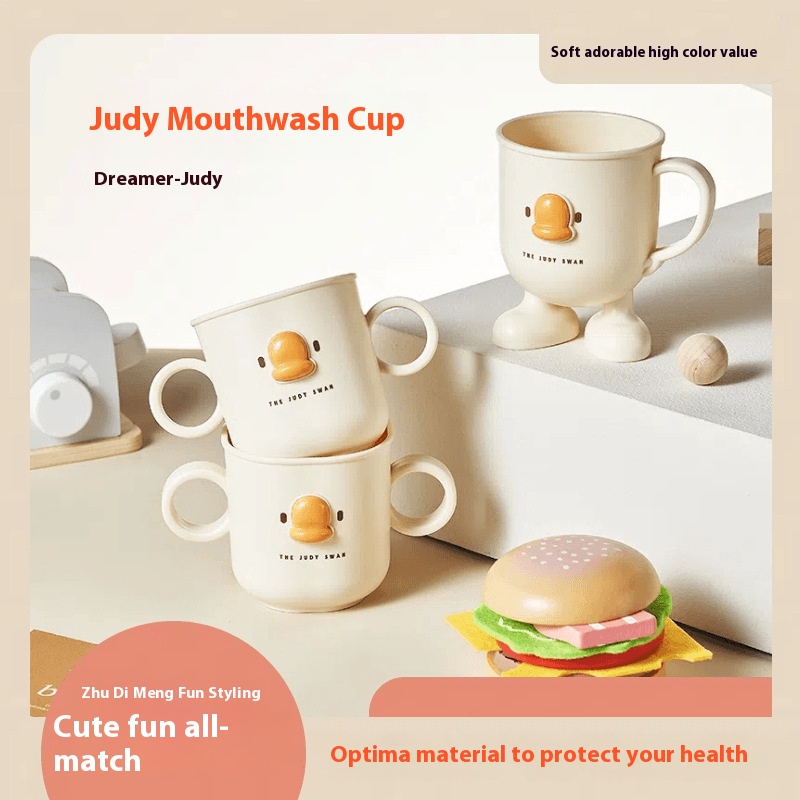 Soft adorable high color value
Judy Mouthwash Cup
Dreamer-Judy
THE JUDY SWAN
THE JUDY SWAN
THE JUDY SWAN
Zhu Di Meng Fun Styling
Cute fun all-
match
Optima material to protect your health